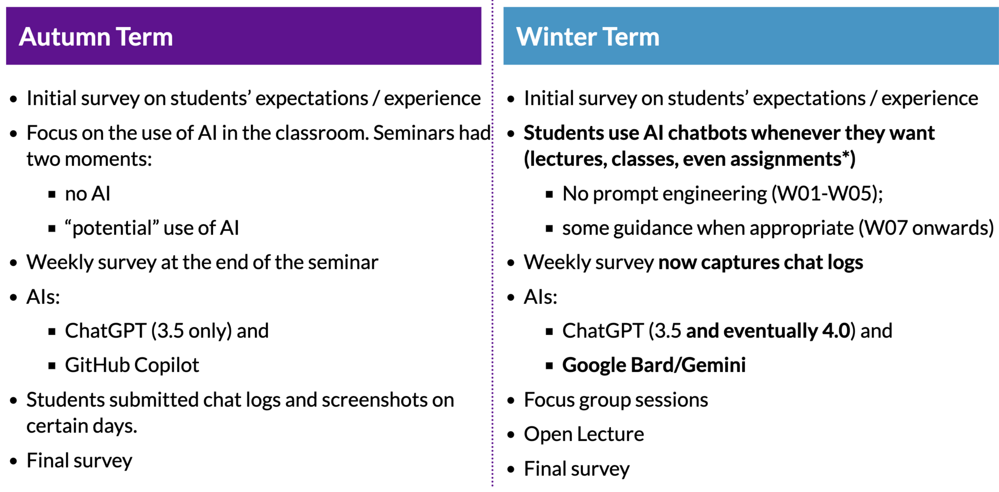 Autumn Term
• Initial survey on students’ expectations / experience
• Focus on the use of AI in the classroom. Seminars had
two moments:
▪ no AI
▪ “potential” use of AI
• Weekly survey at the end of the seminar
• AIs:
▪ ChatGPT (3.5 only) and
▪ GitHub Copilot
• Students submitted chat logs and screenshots on
certain days.
• Final survey
Winter Term
• Initial survey on students’ expectations / experience
• Students use AI chatbots whenever they want
(lectures, classes, even assignments*)
▪ No prompt engineering (W01-W05);
▪ some guidance when appropriate (W07 onwards)
• Weekly survey now captures chat logs
• AIs:
▪ ChatGPT (3.5 and eventually 4.0) and
▪ Google Bard/Gemini
• Focus group sessions
• Open Lecture
• Final survey